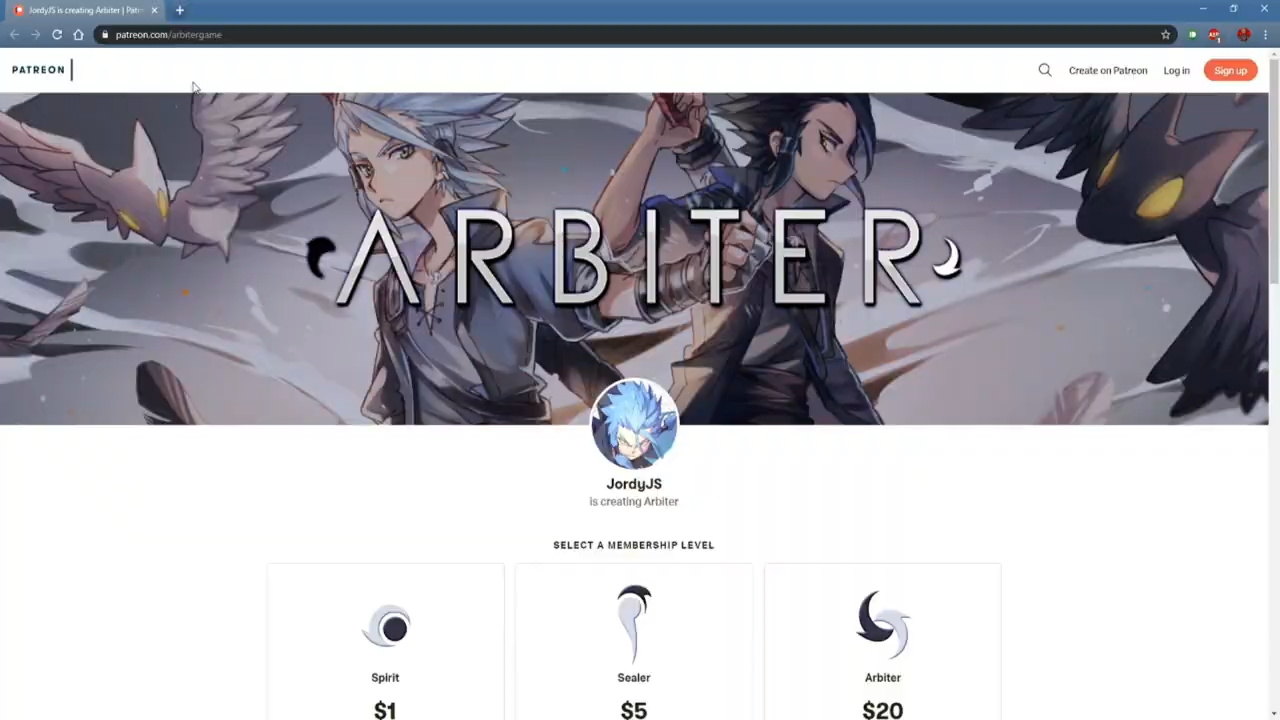 JordyJS is creating Arbiter | Patr
patreon.com/arbitergame
PATREON
Create on Patreon
Log in
Sign up
ARBITER
JordyJS
is creating Arbiter
SELECT A MEMBERSHIP LEVEL
Spirit
Sealer
Arbiter
$1
$5
$20